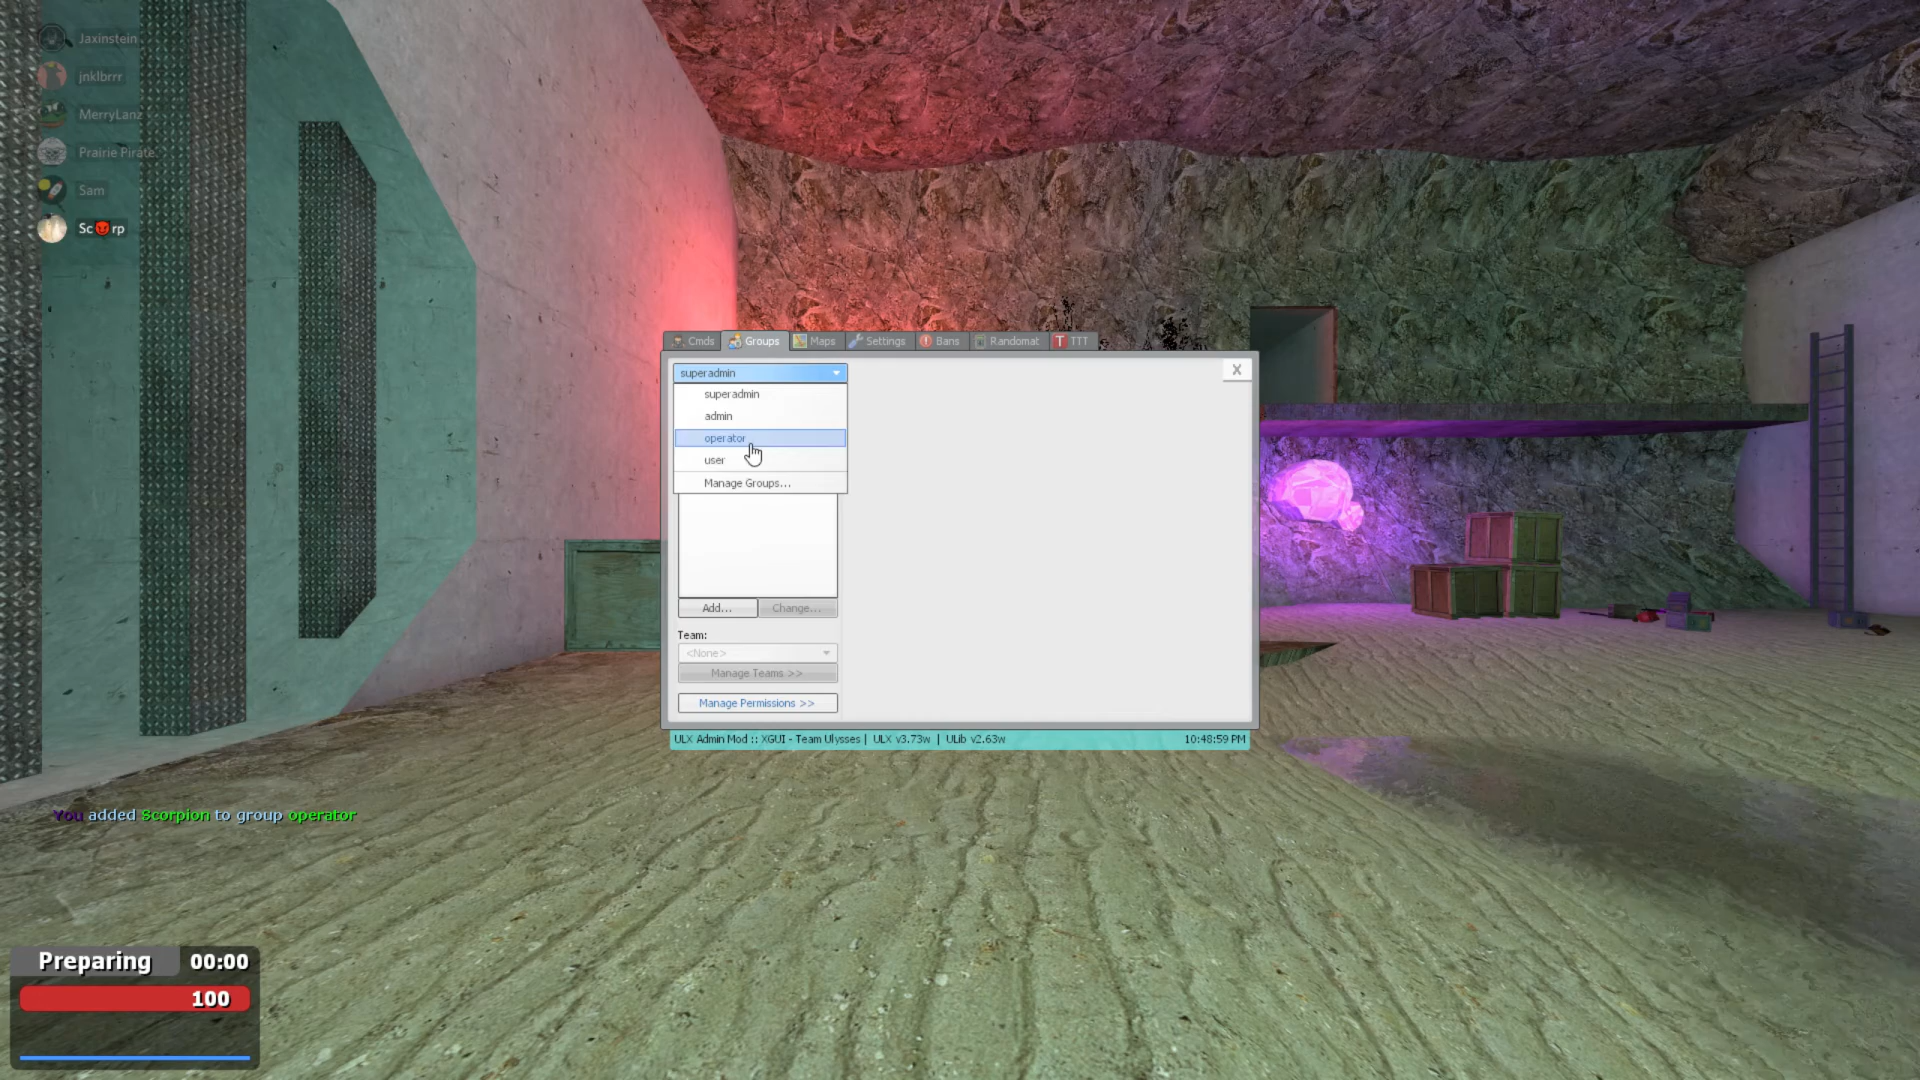 Jaxinstein
jnklbrrr
MerryLanz
Prairie Pirate
Sam
Sc😈rp
Cmds Groups Maps Settings Bans Randomat T TTT
superadmin
X
superadmin
admin
operator
user
Manage Groups...
Add... Change...
Team:
<None>
Manage Teams >>
Manage Permissions >>
ULX Admin Mod :: XGUI - Team Ulysses | ULX v3.73w | ULib v2.63w 10:48:59 PM
You added Scorpion to group operator
Preparing 00:00
100